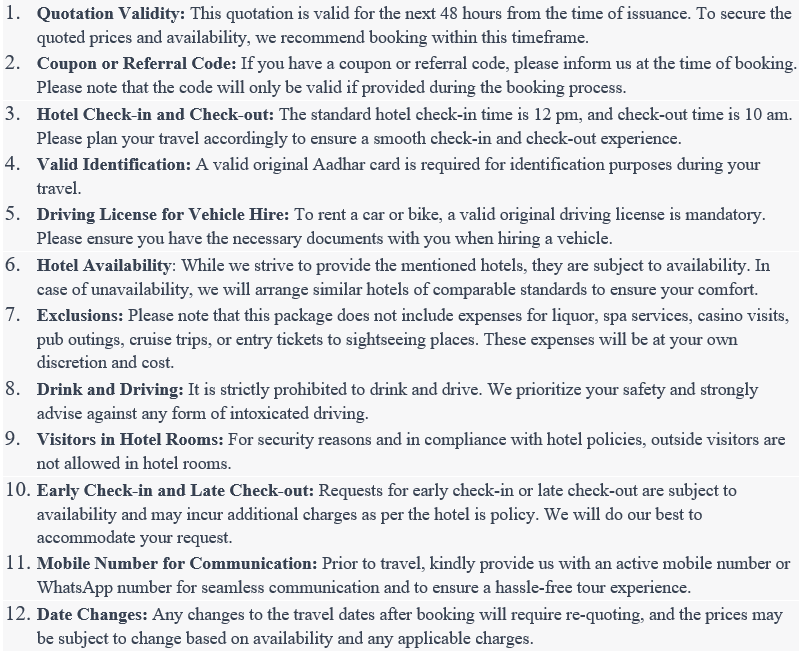 1. Quotation Validity: This quotation is valid for the next 48 hours from the time of issuance. To secure the
quoted prices and availability, we recommend booking within this timeframe.
2. Coupon or Referral Code: If you have a coupon or referral code, please inform us at the time of booking.
Please note that the code will only be valid if provided during the booking process.
3. Hotel Check-in and Check-out: The standard hotel check-in time is 12 pm, and check-out time is 10 am.
Please plan your travel accordingly to ensure a smooth check-in and check-out experience.
4. Valid Identification: A valid original Aadhar card is required for identification purposes during your
travel.
5. Driving License for Vehicle Hire: To rent a car or bike, a valid original driving license is mandatory.
Please ensure you have the necessary documents with you when hiring a vehicle.
6. Hotel Availability: While we strive to provide the mentioned hotels, they are subject to availability. In
case of unavailability, we will arrange similar hotels of comparable standards to ensure your comfort.
7. Exclusions: Please note that this package does not include expenses for liquor, spa services, casino visits,
pub outings, cruise trips, or entry tickets to sightseeing places. These expenses will be at your own
discretion and cost.
8. Drink and Driving: It is strictly prohibited to drink and drive. We prioritize your safety and strongly
advise against any form of intoxicated driving.
9. Visitors in Hotel Rooms: For security reasons and in compliance with hotel policies, outside visitors are
not allowed in hotel rooms.
10. Early Check-in and Late Check-out: Requests for early check-in or late check-out are subject to
availability and may incur additional charges as per the hotel is policy. We will do our best to
accommodate your request.
11. Mobile Number for Communication: Prior to travel, kindly provide us with an active mobile number or
WhatsApp number for seamless communication and to ensure a hassle-free tour experience.
12. Date Changes: Any changes to the travel dates after booking will require re-quoting, and the prices may
be subject to change based on availability and any applicable charges.